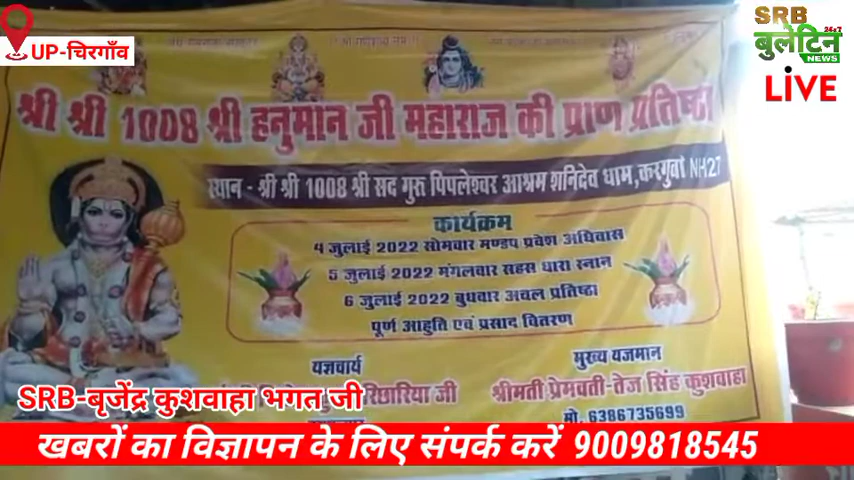 UP-चिरगाँव
SRB
बुलेटिन
24x7
NEWS
LIVE
श्री गणेशाय नमः
श्री श्री 1008 श्री हनुमान जी महाराज की प्राण प्रतिष्ठा
स्थान - श्री श्री 1008 श्री सद गुरु पिपलेश्वर आश्रम शनिदेव धाम, करगुवां NH27
कार्यक्रम
4 जुलाई 2022 सोमवार मण्डप प्रवेश अधिवास
5 जुलाई 2022 मंगलवार सहस धारा स्नान
6 जुलाई 2022 बुधवार अचल प्रतिष्ठा
पूर्ण आहुति एवं प्रसाद वितरण
यज्ञचार्य
मुख्य यजमान
रिछारिया जी
श्रीमती प्रेमवती-तेज सिंह कुशवाहा
मो. 6386735699
SRB-बृजेंद्र कुशवाहा भगत जी
खबरों का विज्ञापन के लिए संपर्क करें 9009818545